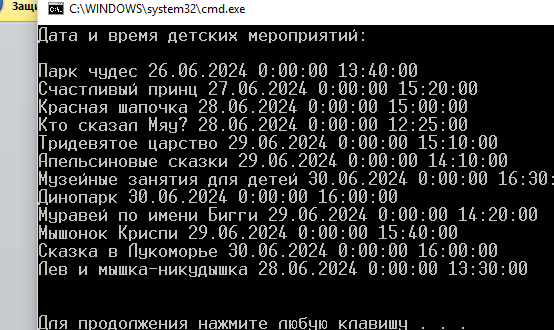 Защи
C:\WINDOWS\system32\cmd.exe
Дата и время детских мероприятий:
Парк чудес 26.06.2024 0:00:00 13:40:00
Счастливый принц 27.06.2024 0:00:00 15:20:00
Красная шапочка 28.06.2024 0:00:00 15:00:00
Кто сказал Мяу? 28.06.2024 0:00:00 12:25:00
Тридевятое царство 29.06.2024 0:00:00 15:10:00
Апельсиновые сказки 29.06.2024 0:00:00 14:10:00
Музейные занятия для детей 30.06.2024 0:00:00 16:30:
Динопарк 30.06.2024 0:00:00 16:00:00
Муравей по имени Бигги 29.06.2024 0:00:00 14:20:00
Мышонок Криспи 29.06.2024 0:00:00 15:40:00
Сказка в Лукоморье 30.06.2024 0:00:00 16:00:00
Лев и мышка-никудышка 28.06.2024 0:00:00 13:30:00
Для продолжения нажмите любую клавишу . . .